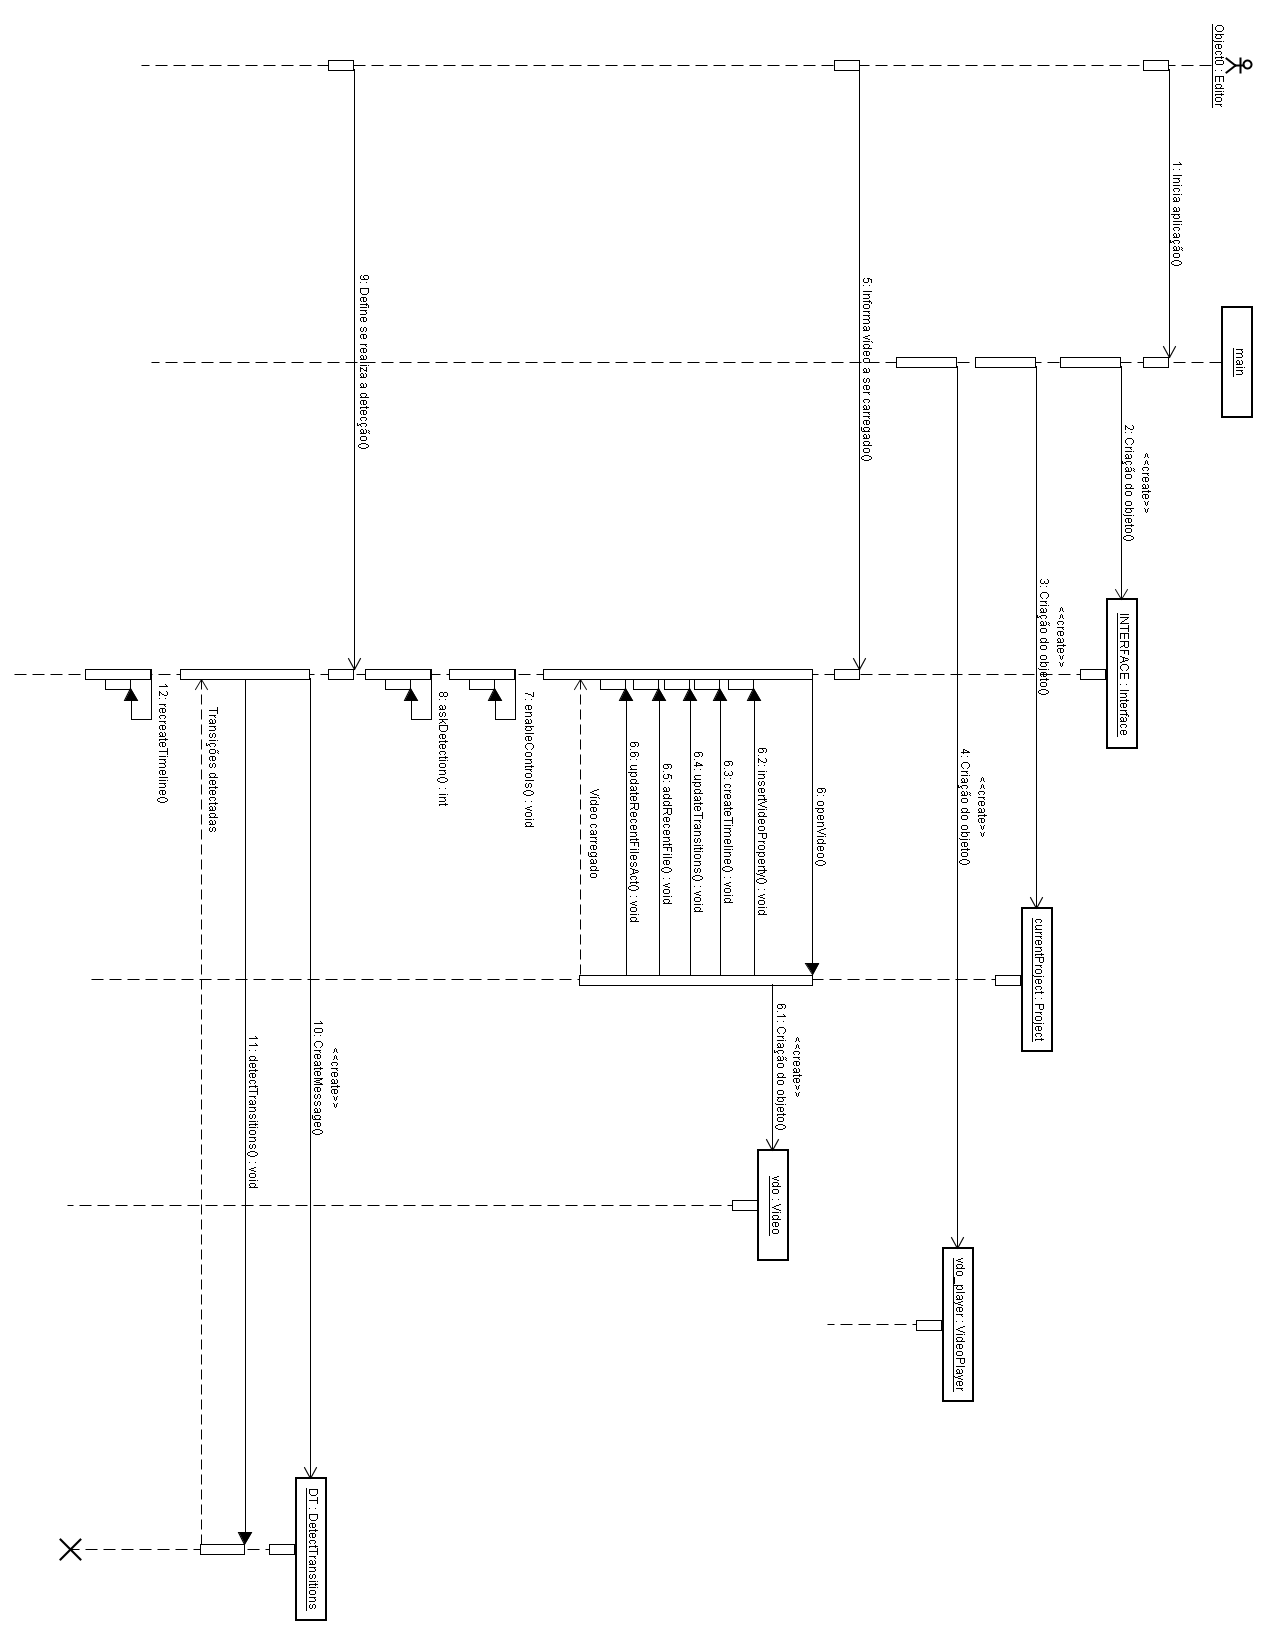 Object0 : Editor
main
INTERFACE : Interface
currentProject : Project
vdo : Video
vdo_player : VideoPlayer
DT : DetectTransitions
1: Inicia aplicação()
<<create>>
2: Criação do objeto()
<<create>>
3: Criação do objeto()
<<create>>
4: Criação do objeto()
5: Informa vídeo a ser carregado()
6: openVideo()
<<create>>
6.1: Criação do objeto()
6.2: insertVideoProperty() : void
6.3: createTimeline() : void
6.4: updateTransitions() : void
6.5: addRecentFile() : void
6.6: updateRecentFilesAct() : void
Vídeo carregado
7: enableControls() : void
8: askDetection() : int
9: Define se realiza a detecção()
<<create>>
10: CreateMessage()
11: detectTransitions() : void
Transições detectadas
12: recreateTimeline()